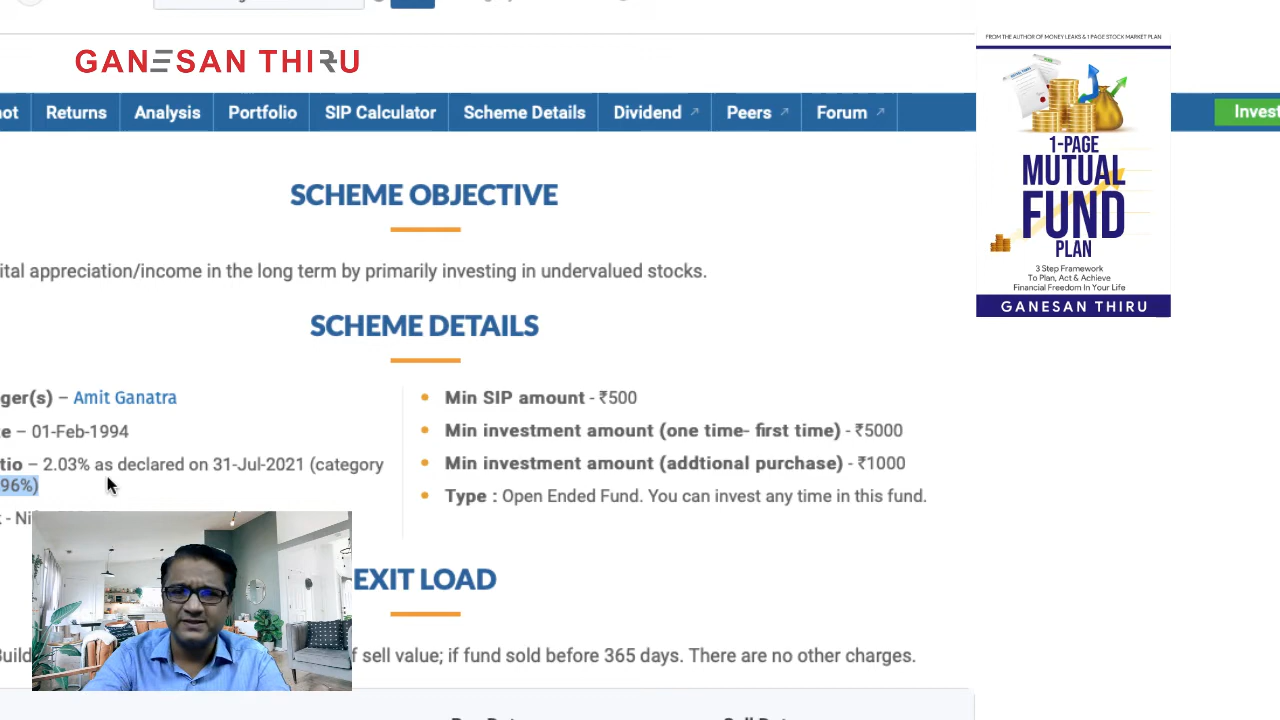 GANESAN THIRU
Returns
Analysis
Portfolio
SIP Calculator
Scheme Details
Dividend
Peers
Forum
Invest
FROM THE AUTHOR OF MONEY LEAKS & 1 PAGE STOCK MARKET PLAN
1-PAGE
MUTUAL
FUND
PLAN
3 Step Framework
To Plan, Act & Achieve
Financial Freedom In Your Life
GANESAN THIRU
SCHEME OBJECTIVE
ital appreciation/income in the long term by primarily investing in undervalued stocks.
SCHEME DETAILS
ger(s) – Amit Ganatra
e – 01-Feb-1994
tio – 2.03% as declared on 31-Jul-2021 (category
96%)
- Ni
Min SIP amount - ₹500
Min investment amount (one time- first time) - ₹5000
Min investment amount (addtional purchase) - ₹1000
Type : Open Ended Fund. You can invest any time in this fund.
EXIT LOAD
f sell value; if fund sold before 365 days. There are no other charges.